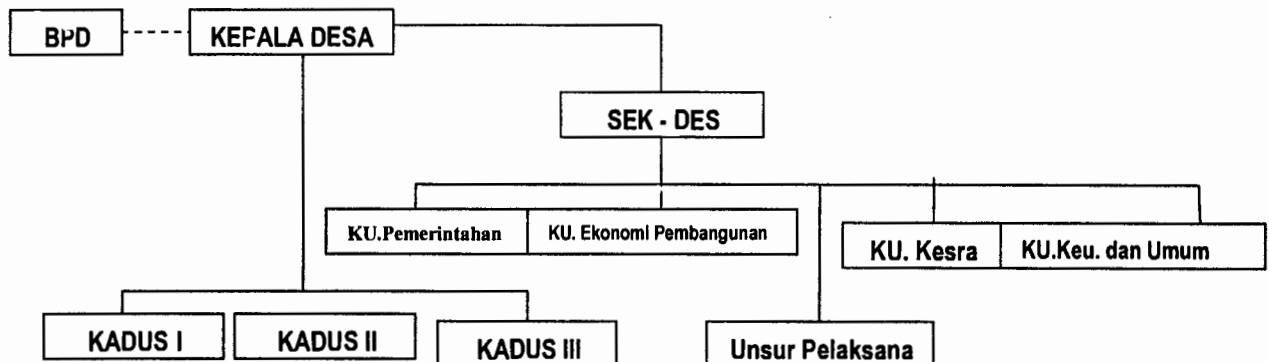 BPD
KEPALA DESA
SEK - DES
KU.Pemerintahan
KU. Ekonomi Pembangunan
KU. Kesra
KU.Keu. dan Umum
KADUS I
KADUS II
KADUS III
Unsur Pelaksana